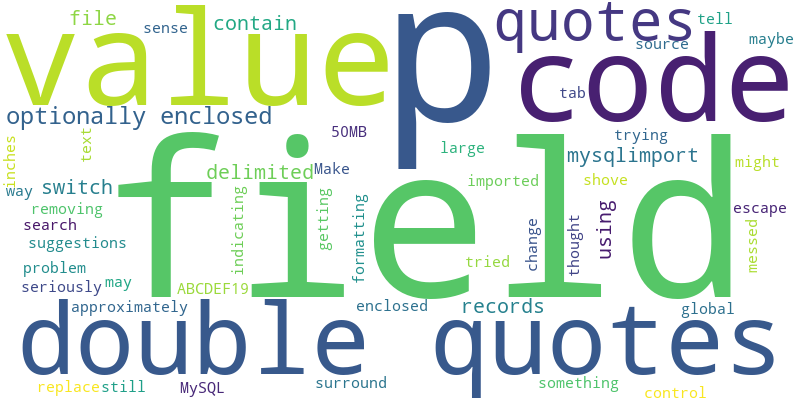 value
p
quotes
code
file
sense
contain
tell
source
maybe
tab
optionally enclosed
50MB
trying
mysqlimport
large
might
inches
text
way
switch
delimited
Make
imported
shove
field
removing
search
suggestions
indicating
getting
formatting
using
escape
change
thought
messed
tried
problem
seriously
may
ABCDEF19
approximately
enclosed
records
global
double quotes
replace
still
MySQL
surround
something
control